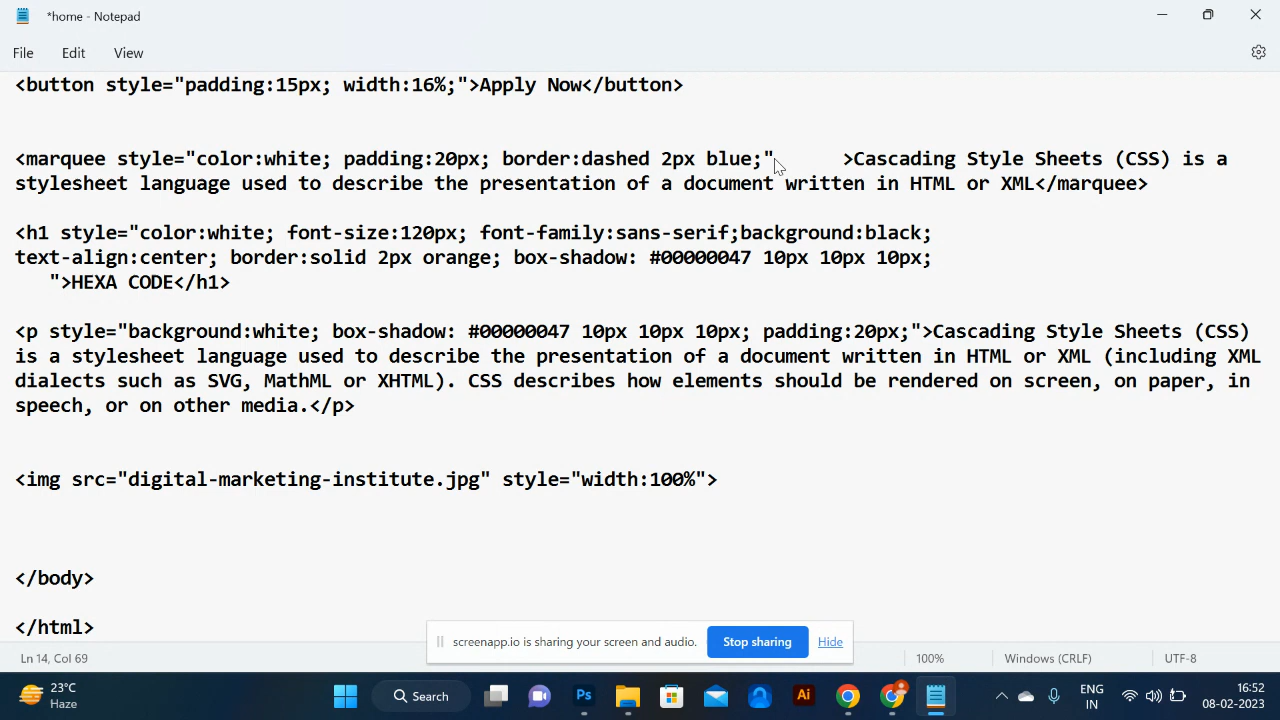 *home - Notepad
File Edit View
<button style="padding:15px; width:16%;">Apply Now</button>
<marquee style="color:white; padding:20px; border:dashed 2px blue;"      >Cascading Style Sheets (CSS) is a
stylesheet language used to describe the presentation of a document written in HTML or XML</marquee>
<h1 style="color:white; font-size:120px; font-family:sans-serif;background:black;
text-align:center; border:solid 2px orange; box-shadow: #00000047 10px 10px 10px;
">HEXA CODE</h1>
<p style="background:white; box-shadow: #00000047 10px 10px 10px; padding:20px;">Cascading Style Sheets (CSS)
is a stylesheet language used to describe the presentation of a document written in HTML or XML (including XML
dialects such as SVG, MathML or XHTML). CSS describes how elements should be rendered on screen, on paper, in
speech, or on other media.</p>
<img src="digital-marketing-institute.jpg" style="width:100%">
</body>
</html>
screenapp.io is sharing your screen and audio. Stop sharing Hide
Ln 14, Col 69 100% Windows (CRLF) UTF-8
23°C
Haze
Search
Ps
Ai
ENG
IN
16:52
08-02-2023